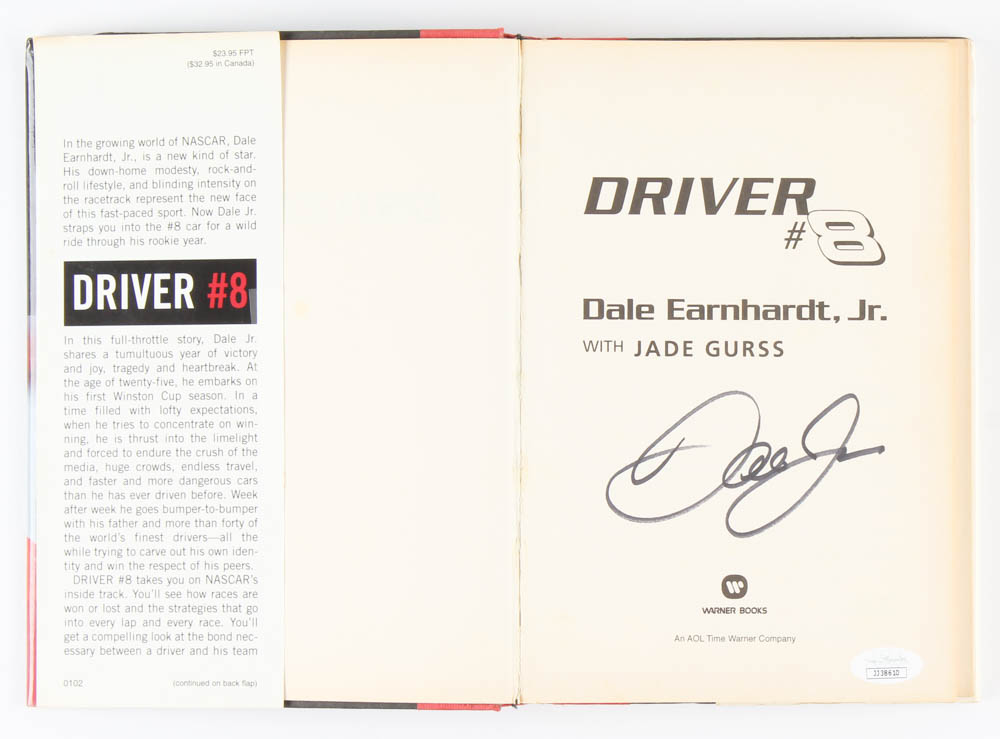 $23.95 FPT
($32.95 in Canada)
In the growing world of NASCAR, Dale
Earnhardt, Jr., is a new kind of star.
His down-home modesty, rock-and-
roll lifestyle, and blinding intensity on
the racetrack represent the new face
of this fast-paced sport. Now Dale Jr.
straps you into the #8 car for a wild
ride through his rookie year.
DRIVER #8
In this full-throttle story, Dale Jr.
shares a tumultuous year of victory
and joy, tragedy and heartbreak. At
the age of twenty-five, he embarks on
his first Winston Cup season. In a
time filled with lofty expectations,
when he tries to concentrate on win-
ning, he is thrust into the limelight
and forced to endure the crush of the
media, huge crowds, endless travel,
and faster and more dangerous cars
than he has ever driven before. Week
after week he goes bumper-to-bumper
with his father and more than forty of
the world's finest drivers—all the
while trying to carve out his own iden-
tity and win the respect of his peers.
DRIVER #8 takes you on NASCAR's
inside track. You'll see how races are
won or lost and the strategies that go
into every lap and every race. You'll
get a compelling look at the bond nec-
essary between a driver and his team
0102
(continued on back flap)
DRIVER
#8
Dale Earnhardt, Jr.
WITH JADE GURSS
Dale Jr
WARNER BOOKS
An AOL Time Warner Company
JJ38610